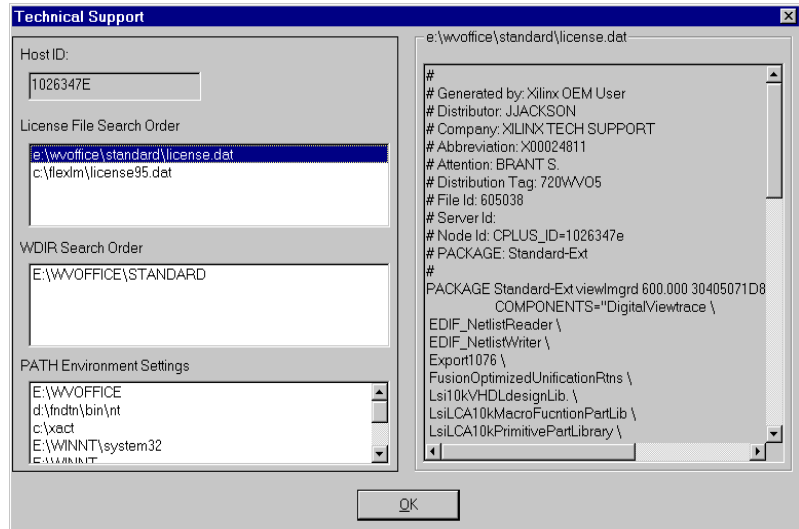 Technical Support
Host ID:
1026347E
License File Search Order
e:\wvoffice\standard\license.dat
c:\flexlm\license95.dat
WDIR Search Order
E:\WVOFFICE\STANDARD
PATH Environment Settings
E:\WVOFFICE
d:\fndtn\bin\nt
c:\xact
E:\WINNT\system32
E:\WINNT
e:\wvoffice\standard\license.dat
#
# Generated by: Xilinx OEM User
# Distributor: JJACKSON
# Company: XILINX TECH SUPPORT
# Abbreviation: X00024811
# Attention: BRANT S.
# Distribution Tag: 720WVO5
# File Id: 605038
# Server Id:
# Node Id: CPLUS_ID=1026347e
# PACKAGE: Standard-Ext
#
PACKAGE Standard-Ext viewlmgrd 600.000 30405071D8
COMPONENTS="DigitalViewtrace \
EDIF_NetlistReader \
EDIF_NetlistWriter \
Export1076 \
FusionOptimizedUnificationRtns \
Lsi10kVHDLdesignLib. \
LsiLCA10kMacroFucntionPartLib \
LsiLCA10kPrimitivePartLibrary \
OK